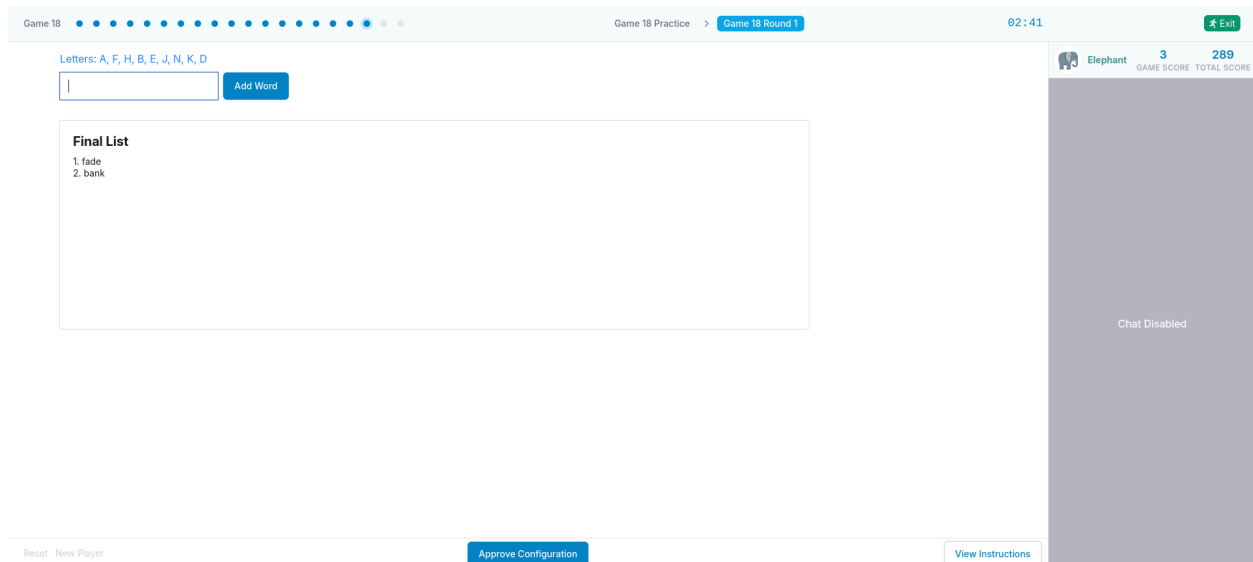 Game 18
Game 18 Practice > Game 18 Round 1
02:41
Exit
Letters: A, F, H, B, E, J, N, K, D
Add Word
Final List
1. fade
2. bank
Elephant
3
GAME SCORE
289
TOTAL SCORE
Chat Disabled
Reset New Player
Approve Configuration
View Instructions